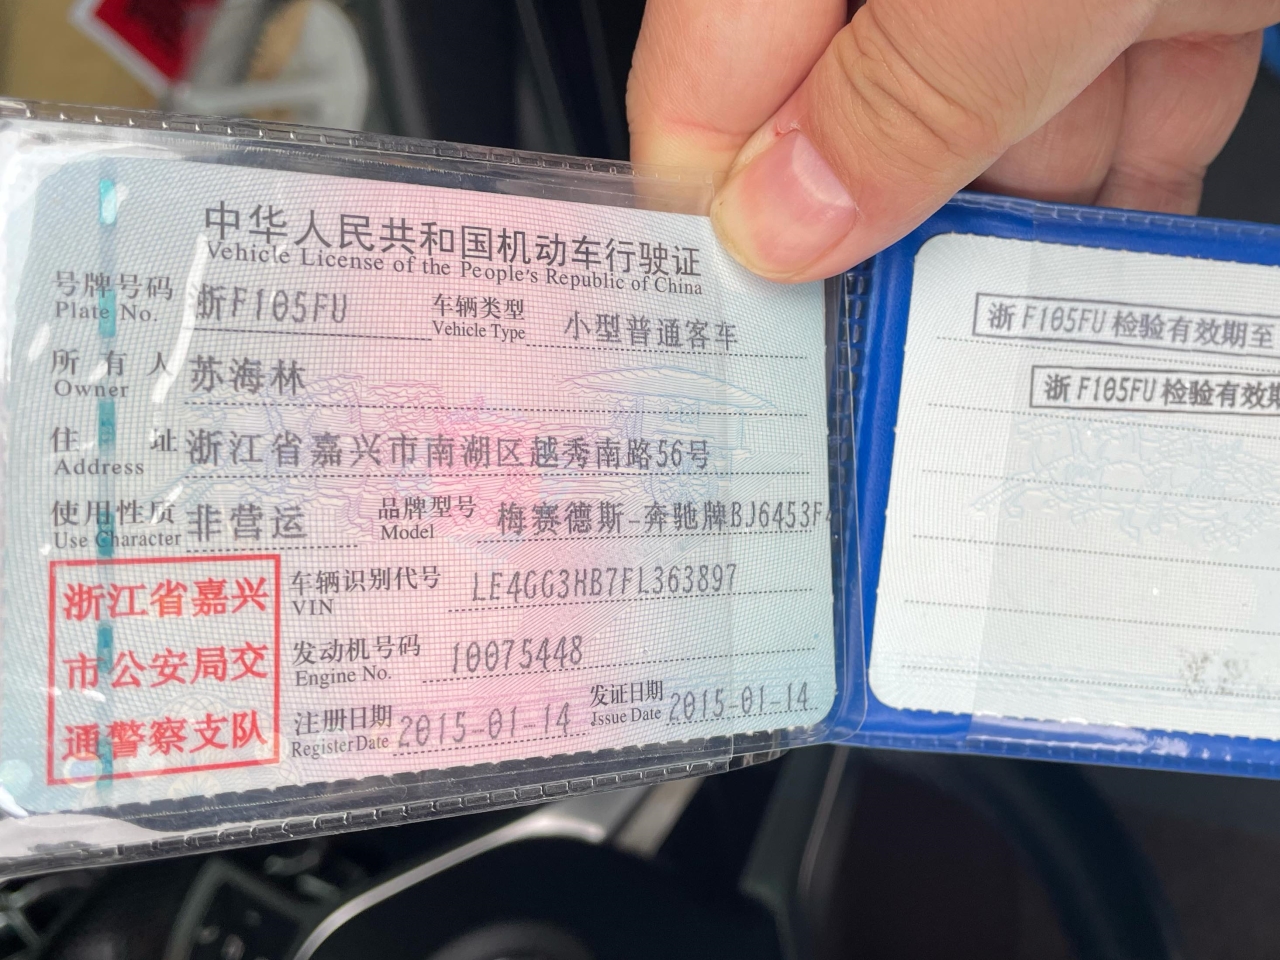 中华人民共和国机动车行驶证
Vehicle License of the People's Republic of China
号牌号码 浙F105FU 车辆类型 小型普通客车
Plate No. Vehicle Type
所有人 苏海林
Owner
住址 浙江省嘉兴市南湖区越秀南路56号
Address
使用性质 非营运 品牌型号 梅赛德斯-奔驰牌BJ6453F
Use Character Model
浙江省嘉兴
市公安局交
通警察支队
车辆识别代号 LE4GG3HB7FL363897
VIN
发动机号码 10075448
Engine No.
注册日期 2015-01-14 发证日期 2015-01-14
Register Date Issue Date
浙F105FU检验有效期至
浙F105FU检验有效期